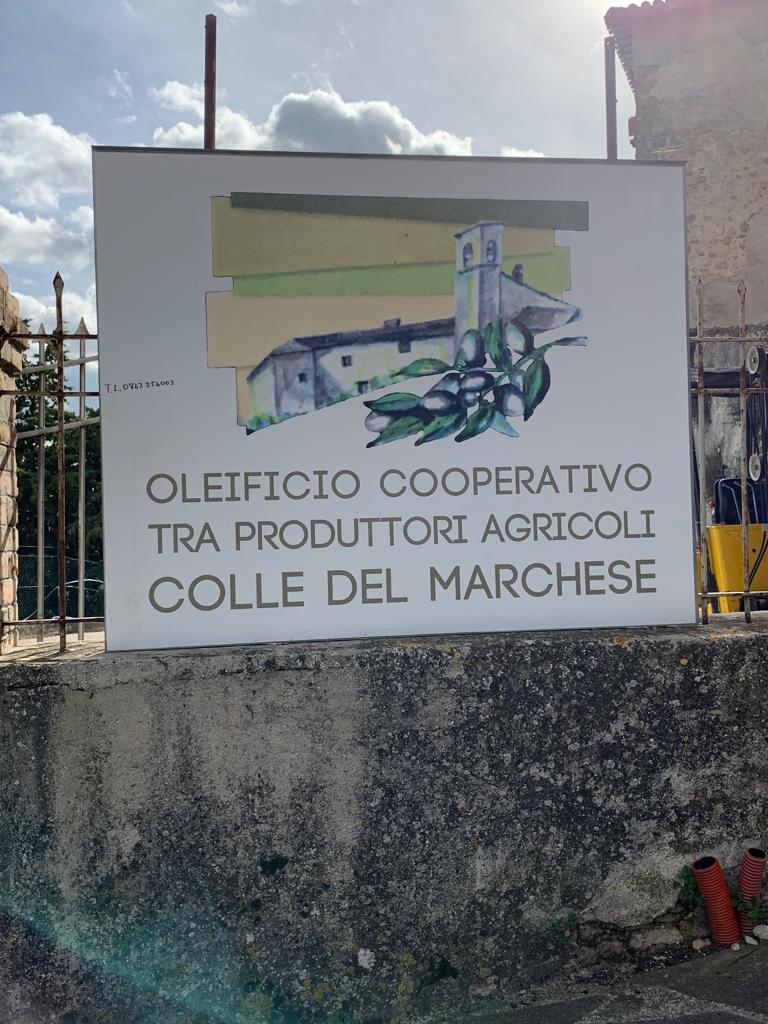 OLEIFICIO COOPERATIVO
TRA PRODUTTORI AGRICOLI
COLLE DEL MARCHESE